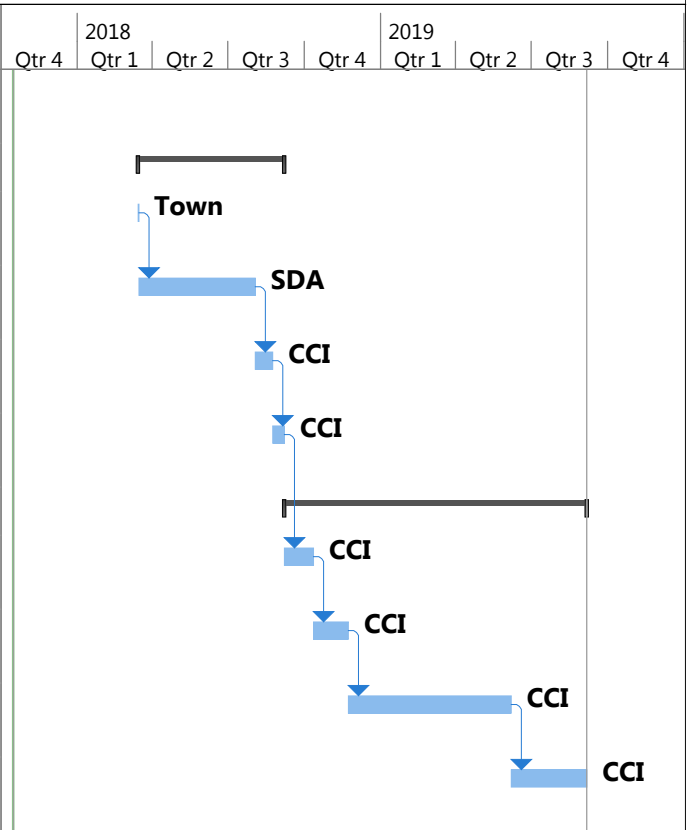 2018 2019
Qtr 4 Qtr 1 Qtr 2 Qtr 3 Qtr 4 Qtr 1 Qtr 2 Qtr 3 Qtr 4
Town
SDA
CCI
CCI
CCI
CCI
CCI
CCI